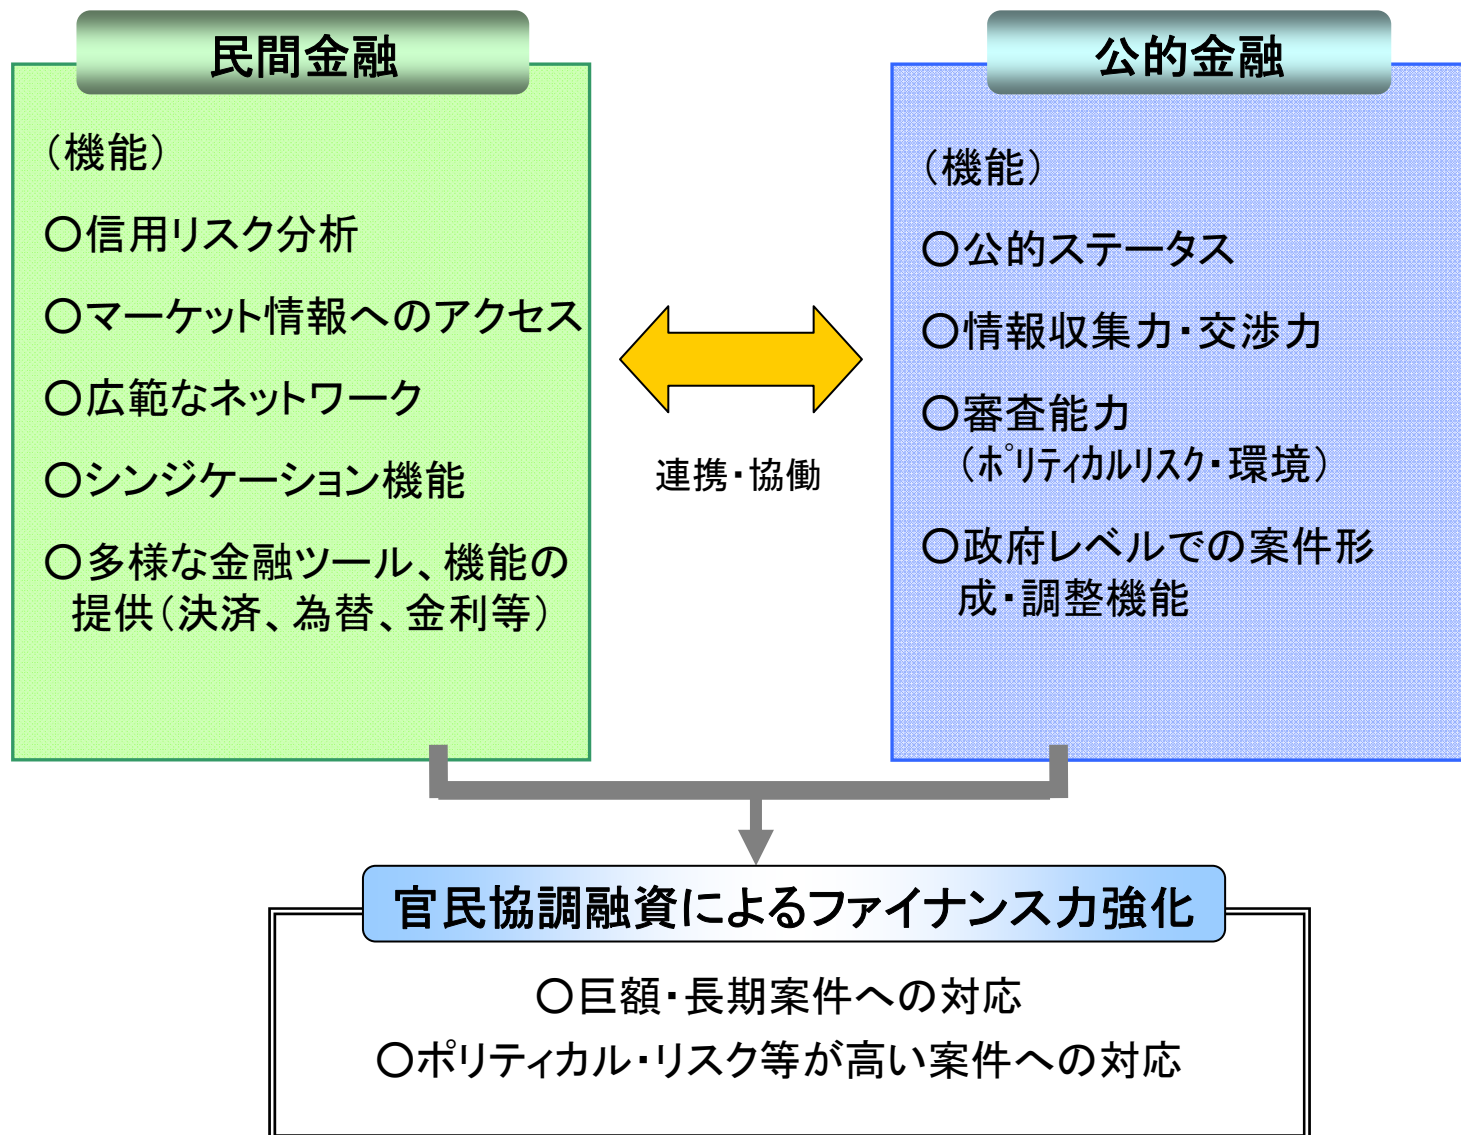 民間金融
(機能)
○信用リスク分析
○マーケット情報へのアクセス
○広範なネットワーク
○シンジケーション機能
○多様な金融ツール、機能の
提供(決済、為替、金利等)
連携・協働
公的金融
(機能)
○公的ステータス
○情報収集力・交渉力
○審査能力
(ﾎﾟﾘﾃｨｶﾙﾘｽｸ・環境)
○政府レベルでの案件形
成・調整機能
官民協調融資によるファイナンス力強化
○巨額・長期案件への対応
○ポリティカル・リスク等が高い案件への対応